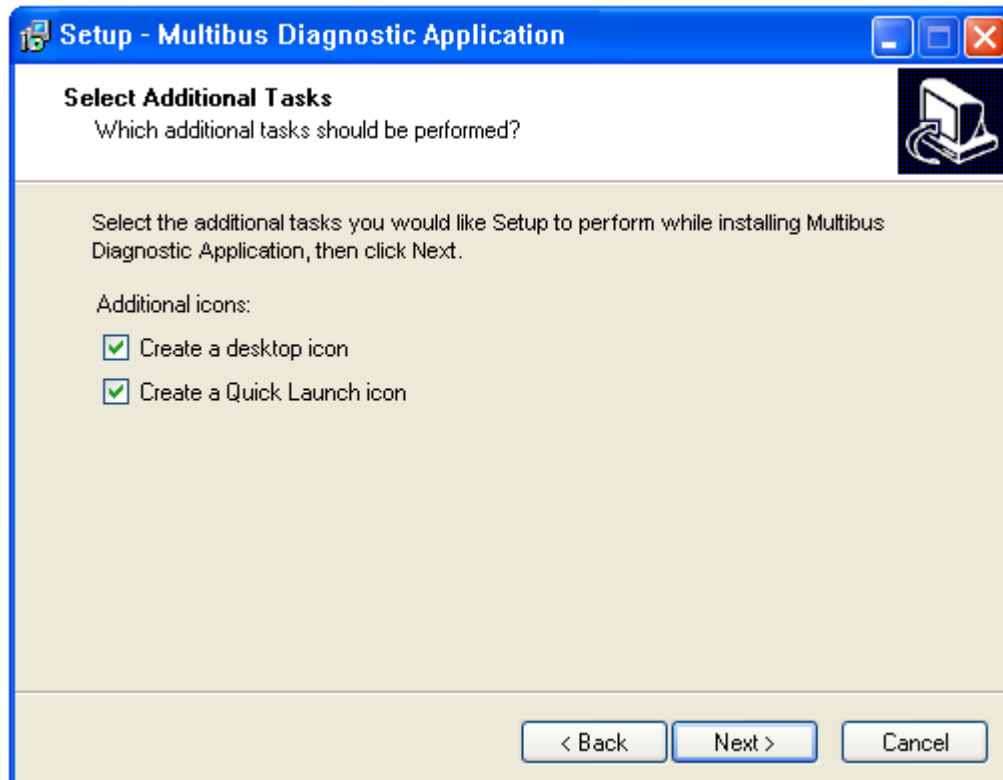 Setup - Multibus Diagnostic Application
Select Additional Tasks
Which additional tasks should be performed?
Select the additional tasks you would like Setup to perform while installing Multibus
Diagnostic Application, then click Next.
Additional icons:
Create a desktop icon
Create a Quick Launch icon
< Back Next > Cancel